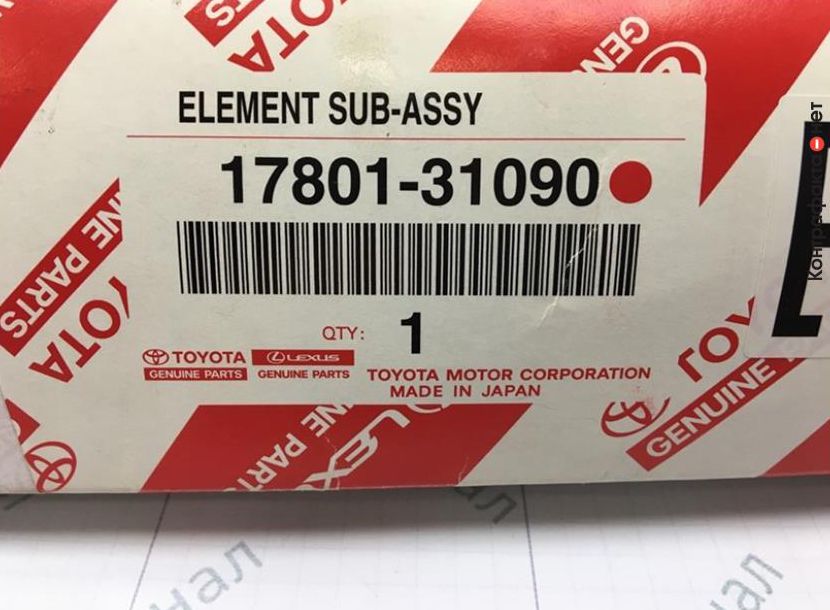 TOYOTA
GENUINE PARTS
ELEMENT SUB-ASSY
17801-31090
QTY: 1
TOYOTA
GENUINE PARTS
LEXUS
GENUINE PARTS
TOYOTA MOTOR CORPORATION
MADE IN JAPAN
GENUINE
Контрафакта нет